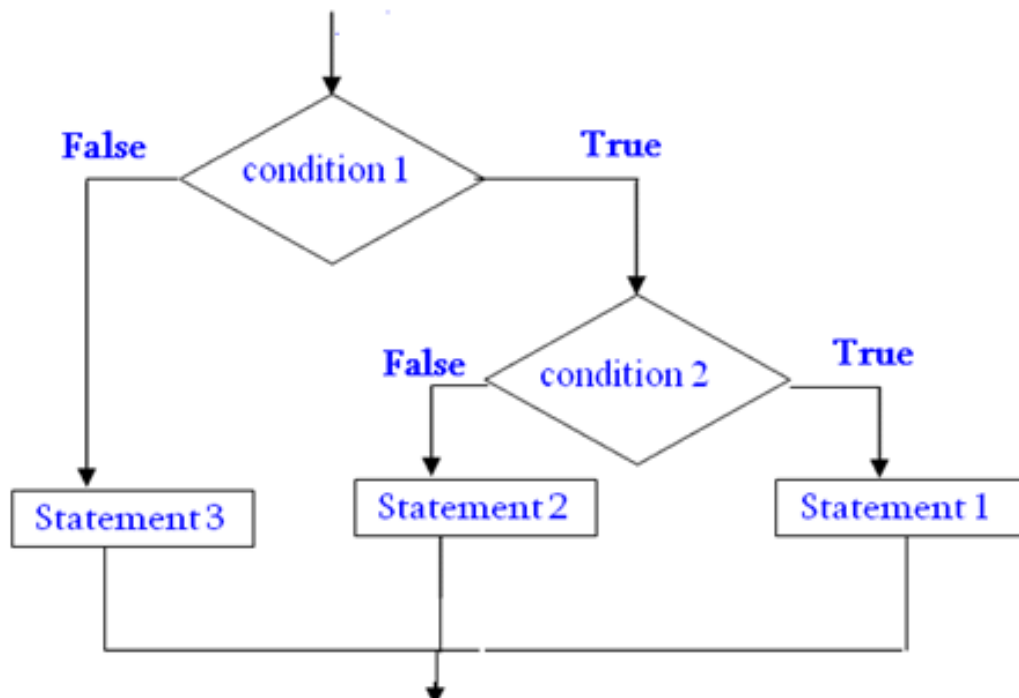 False
True
condition 1
False
True
condition 2
Statement 3
Statement 2
Statement 1